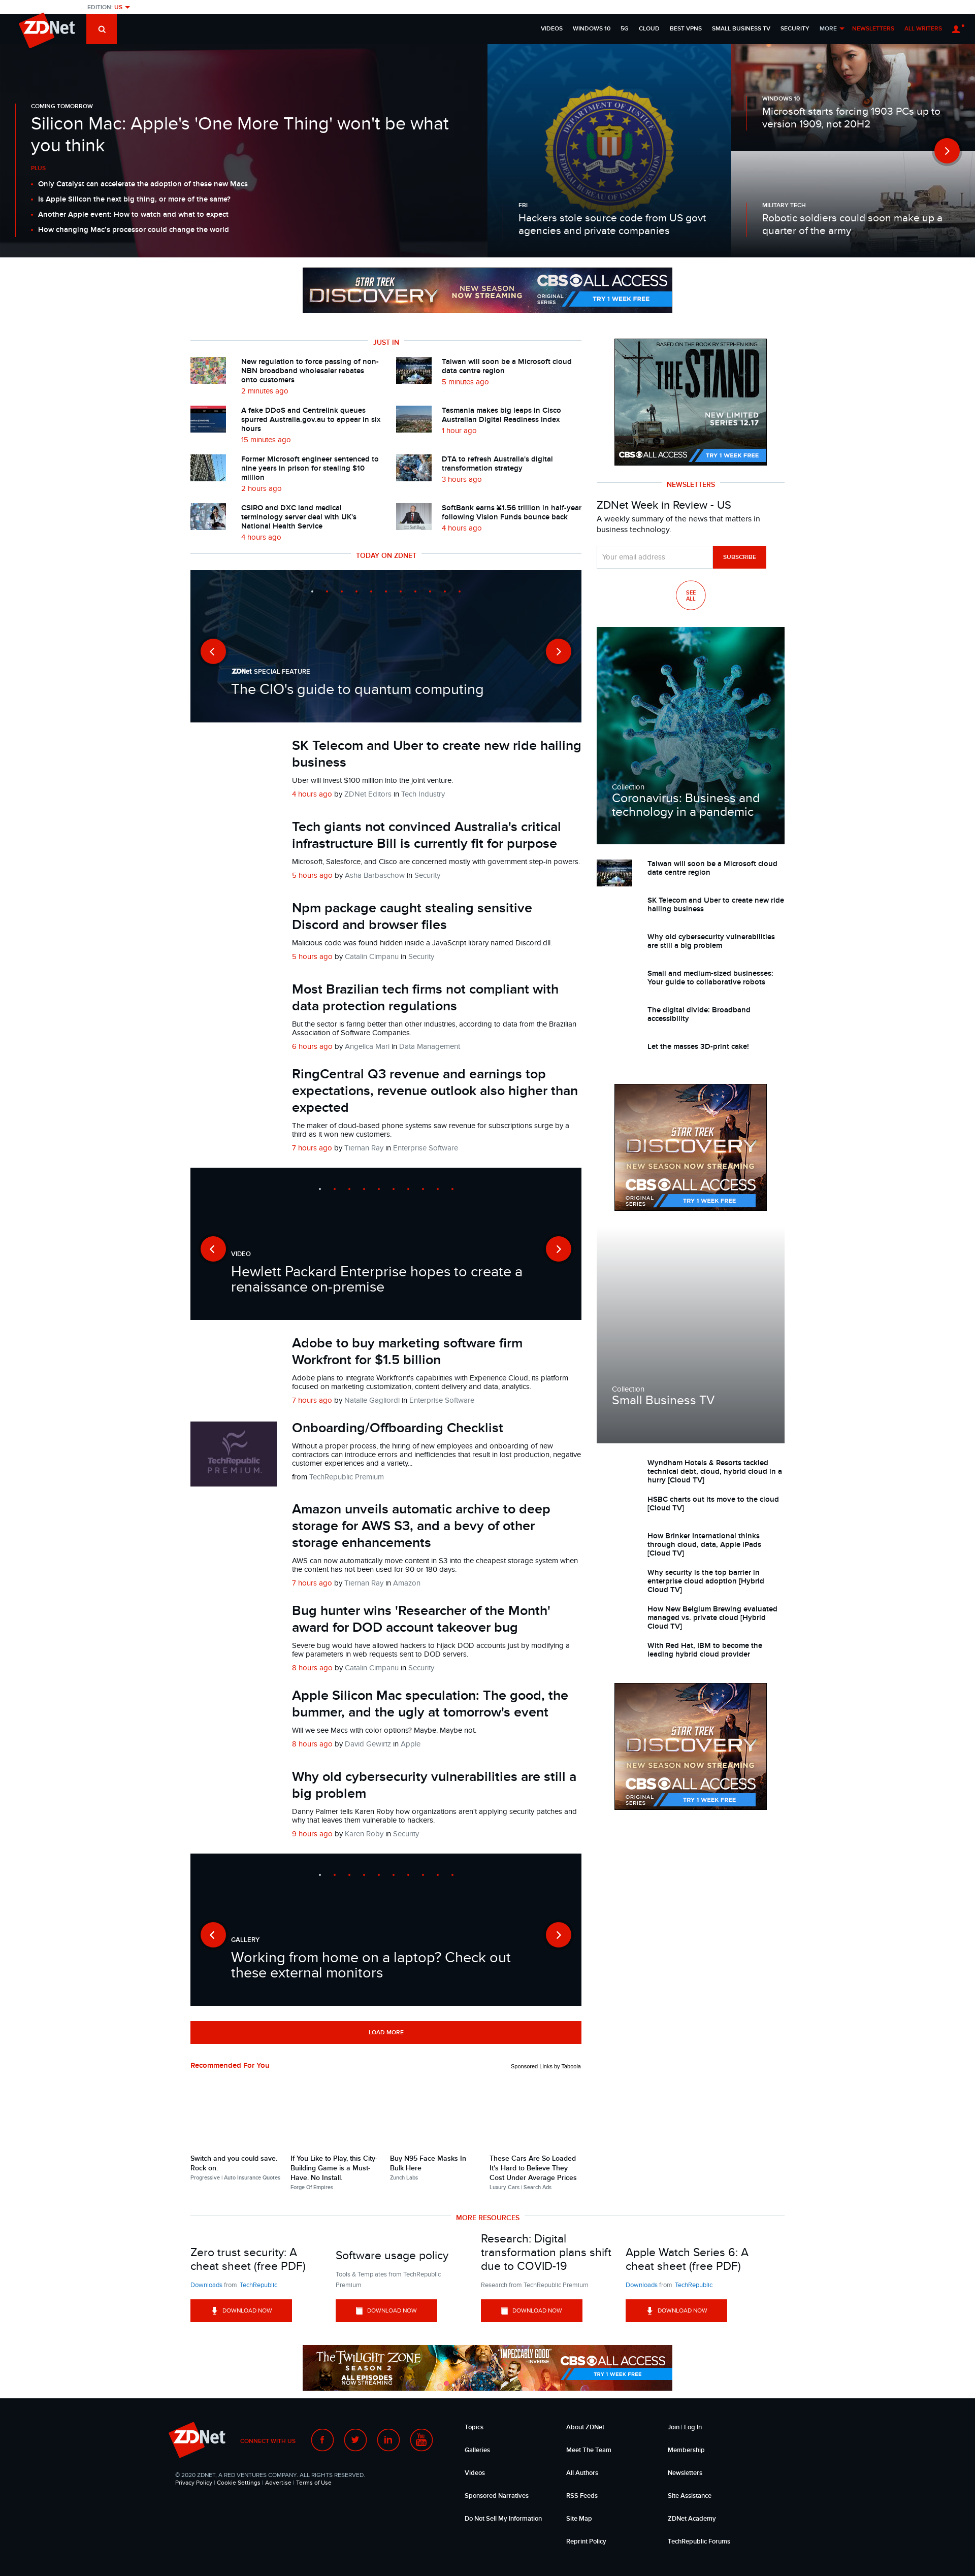 EDITION: US
ZDNet
VIDEOS
WINDOWS 10
5G
CLOUD
BEST VPNS
SMALL BUSINESS TV
SECURITY
MORE
NEWSLETTERS
ALL WRITERS
COMING TOMORROW
Silicon Mac: Apple's 'One More Thing' won't be what
you think
PLUS
Only Catalyst can accelerate the adoption of these new Macs
Is Apple Silicon the next big thing, or more of the same?
Another Apple event: How to watch and what to expect
How changing Mac's processor could change the world
FBI
Hackers stole source code from US govt
agencies and private companies
WINDOWS 10
Microsoft starts forcing 1903 PCs up to
version 1909, not 20H2
MILITARY TECH
Robotic soldiers could soon make up a
quarter of the army
STAR TREK
DISCOVERY
NEW SEASON
NOW STREAMING
CBS ALL ACCESS
ORIGINAL
SERIES
TRY 1 WEEK FREE
JUST IN
New regulation to force passing of non-
NBN broadband wholesaler rebates
onto customers
2 minutes ago
Taiwan will soon be a Microsoft cloud
data centre region
5 minutes ago
A fake DDoS and Centrelink queues
spurred Australia.gov.au to appear in six
hours
15 minutes ago
Tasmania makes big leaps in Cisco
Australian Digital Readiness Index
1 hour ago
Former Microsoft engineer sentenced to
nine years in prison for stealing $10
million
2 hours ago
DTA to refresh Australia's digital
transformation strategy
3 hours ago
CSIRO and DXC land medical
terminology server deal with UK's
National Health Service
4 hours ago
SoftBank earns ¥1.56 trillion in half-year
following Vision Funds bounce back
4 hours ago
TODAY ON ZDNET
ZDNet SPECIAL FEATURE
The CIO's guide to quantum computing
SK Telecom and Uber to create new ride hailing
business
Uber will invest $100 million into the joint venture.
4 hours ago by ZDNet Editors in Tech Industry
Tech giants not convinced Australia's critical
infrastructure Bill is currently fit for purpose
Microsoft, Salesforce, and Cisco are concerned mostly with government step-in powers.
5 hours ago by Asha Barbaschow in Security
Npm package caught stealing sensitive
Discord and browser files
Malicious code was found hidden inside a JavaScript library named Discord.dll.
5 hours ago by Catalin Cimpanu in Security
Most Brazilian tech firms not compliant with
data protection regulations
But the sector is faring better than other industries, according to data from the Brazilian
Association of Software Companies.
6 hours ago by Angelica Mari in Data Management
RingCentral Q3 revenue and earnings top
expectations, revenue outlook also higher than
expected
The maker of cloud-based phone systems saw revenue for subscriptions surge by a
third as it won new customers.
7 hours ago by Tiernan Ray in Enterprise Software
VIDEO
Hewlett Packard Enterprise hopes to create a
renaissance on-premise
Adobe to buy marketing software firm
Workfront for $1.5 billion
Adobe plans to integrate Workfront's capabilities with Experience Cloud, its platform
focused on marketing customization, content delivery and data, analytics.
7 hours ago by Natalie Gagliordi in Enterprise Software
TechRepublic
PREMIUM
Onboarding/Offboarding Checklist
Without a proper process, the hiring of new employees and onboarding of new
contractors can introduce errors and inefficiencies that result in lost production, negative
customer experiences and a variety...
from TechRepublic Premium
Amazon unveils automatic archive to deep
storage for AWS S3, and a bevy of other
storage enhancements
AWS can now automatically move content in S3 into the cheapest storage system when
the content has not been used for 90 or 180 days.
7 hours ago by Tiernan Ray in Amazon
Bug hunter wins 'Researcher of the Month'
award for DOD account takeover bug
Severe bug would have allowed hackers to hijack DOD accounts just by modifying a
few parameters in web requests sent to DOD servers.
8 hours ago by Catalin Cimpanu in Security
Apple Silicon Mac speculation: The good, the
bummer, and the ugly at tomorrow's event
Will we see Macs with color options? Maybe. Maybe not.
8 hours ago by David Gewirtz in Apple
Why old cybersecurity vulnerabilities are still a
big problem
Danny Palmer tells Karen Roby how organizations aren't applying security patches and
why that leaves them vulnerable to hackers.
9 hours ago by Karen Roby in Security
GALLERY
Working from home on a laptop? Check out
these external monitors
LOAD MORE
BASED ON THE BOOK BY STEPHEN KING
THE STAND
NEW LIMITED
SERIES 12.17
CBS ALL ACCESS
TRY 1 WEEK FREE
NEWSLETTERS
ZDNet Week in Review - US
A weekly summary of the news that matters in
business technology.
Your email address
SUBSCRIBE
SEE
ALL
Collection
Coronavirus: Business and
technology in a pandemic
Taiwan will soon be a Microsoft cloud
data centre region
SK Telecom and Uber to create new ride
hailing business
Why old cybersecurity vulnerabilities
are still a big problem
Small and medium-sized businesses:
Your guide to collaborative robots
The digital divide: Broadband
accessibility
Let the masses 3D-print cake!
STAR TREK
DISCOVERY
NEW SEASON NOW STREAMING
CBS ALL ACCESS
ORIGINAL
SERIES
TRY 1 WEEK FREE
Collection
Small Business TV
Wyndham Hotels & Resorts tackled
technical debt, cloud, hybrid cloud in a
hurry [Cloud TV]
HSBC charts out its move to the cloud
[Cloud TV]
How Brinker International thinks
through cloud, data, Apple iPads
[Cloud TV]
Why security is the top barrier in
enterprise cloud adoption [Hybrid
Cloud TV]
How New Belgium Brewing evaluated
managed vs. private cloud [Hybrid
Cloud TV]
With Red Hat, IBM to become the
leading hybrid cloud provider
STAR TREK
DISCOVERY
NEW SEASON NOW STREAMING
CBS ALL ACCESS
ORIGINAL
SERIES
TRY 1 WEEK FREE
Recommended For You
Sponsored Links by Taboola
Switch and you could save.
Rock on.
Progressive | Auto Insurance Quotes
If You Like to Play, this City-
Building Game is a Must-
Have. No Install.
Forge Of Empires
Buy N95 Face Masks In
Bulk Here
Zunch Labs
These Cars Are So Loaded
It's Hard to Believe They
Cost Under Average Prices
Luxury Cars | Search Ads
MORE RESOURCES
Zero trust security: A
cheat sheet (free PDF)
Downloads from TechRepublic
DOWNLOAD NOW
Software usage policy
Tools & Templates from TechRepublic
Premium
DOWNLOAD NOW
Research: Digital
transformation plans shift
due to COVID-19
Research from TechRepublic Premium
DOWNLOAD NOW
Apple Watch Series 6: A
cheat sheet (free PDF)
Downloads from TechRepublic
DOWNLOAD NOW
The TWILIGHT ZONE
SEASON 2
ALL EPISODES
NOW STREAMING
"IMPECCABLY GOOD"
-INVERSE
CBS ALL ACCESS
TRY 1 WEEK FREE
ZDNet
CONNECT WITH US
© 2020 ZDNET, A RED VENTURES COMPANY. ALL RIGHTS RESERVED.
Privacy Policy | Cookie Settings | Advertise | Terms of Use
Topics
Galleries
Videos
Sponsored Narratives
Do Not Sell My Information
About ZDNet
Meet The Team
All Authors
RSS Feeds
Site Map
Reprint Policy
Join | Log In
Membership
Newsletters
Site Assistance
ZDNet Academy
TechRepublic Forums